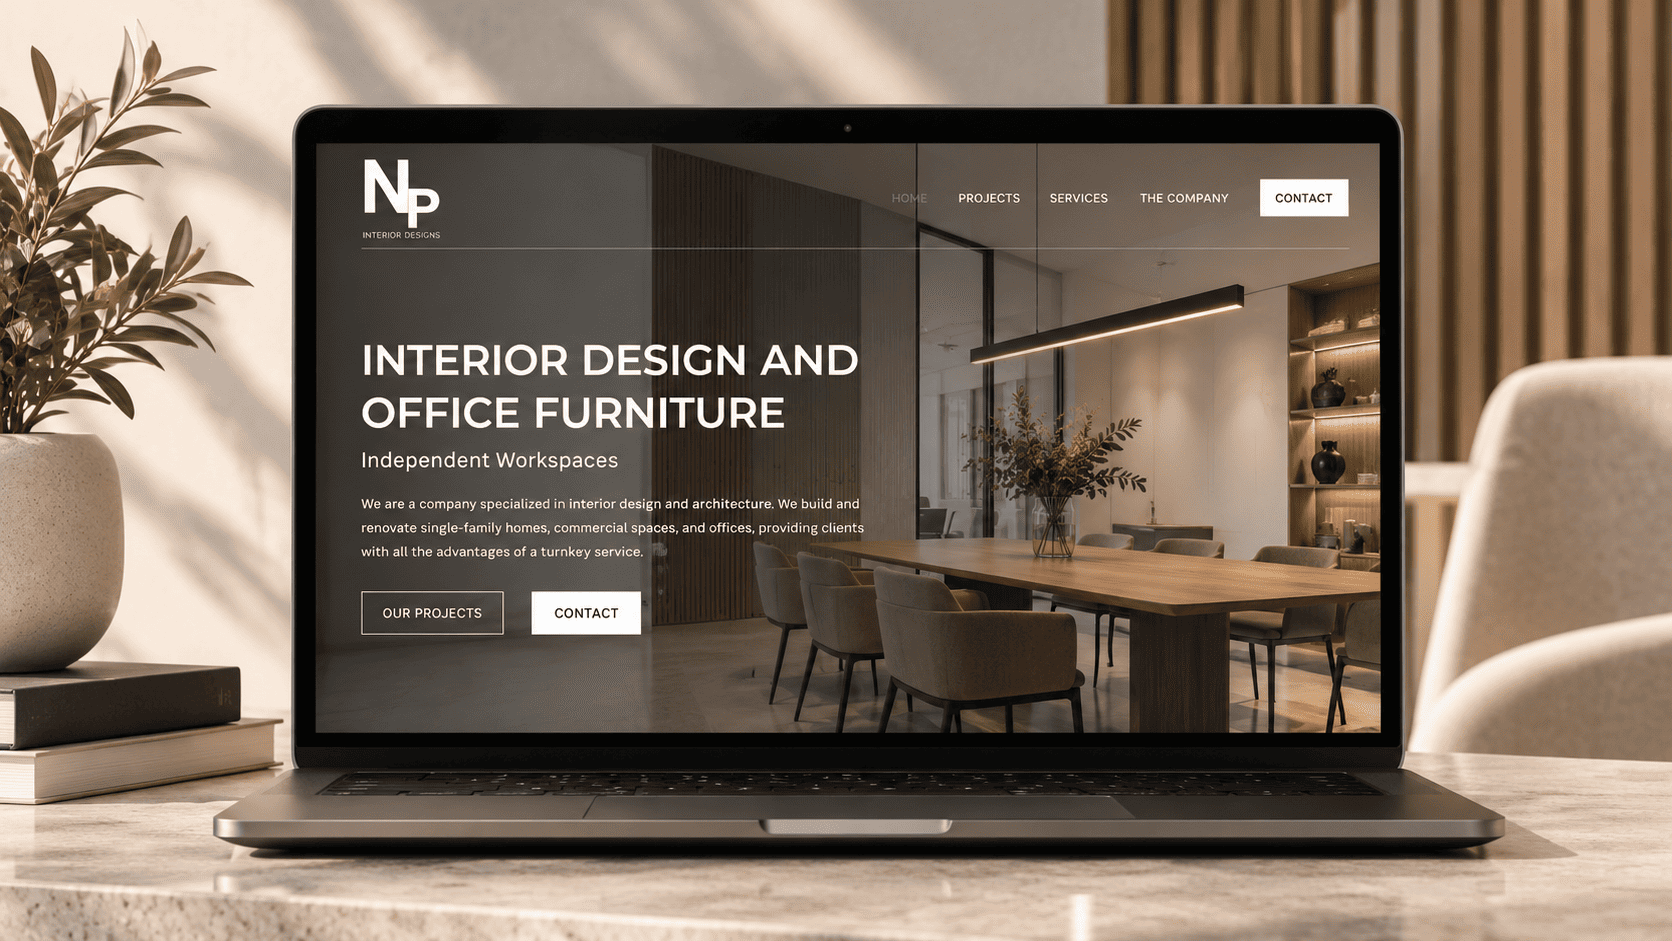 NP
INTERIOR DESIGNS
HOME PROJECTS SERVICES THE COMPANY CONTACT
INTERIOR DESIGN AND
OFFICE FURNITURE
Independent Workspaces
We are a company specialized in interior design and architecture. We build and
renovate single-family homes, commercial spaces, and offices, providing clients
with all the advantages of a turnkey service.
OUR PROJECTS CONTACT